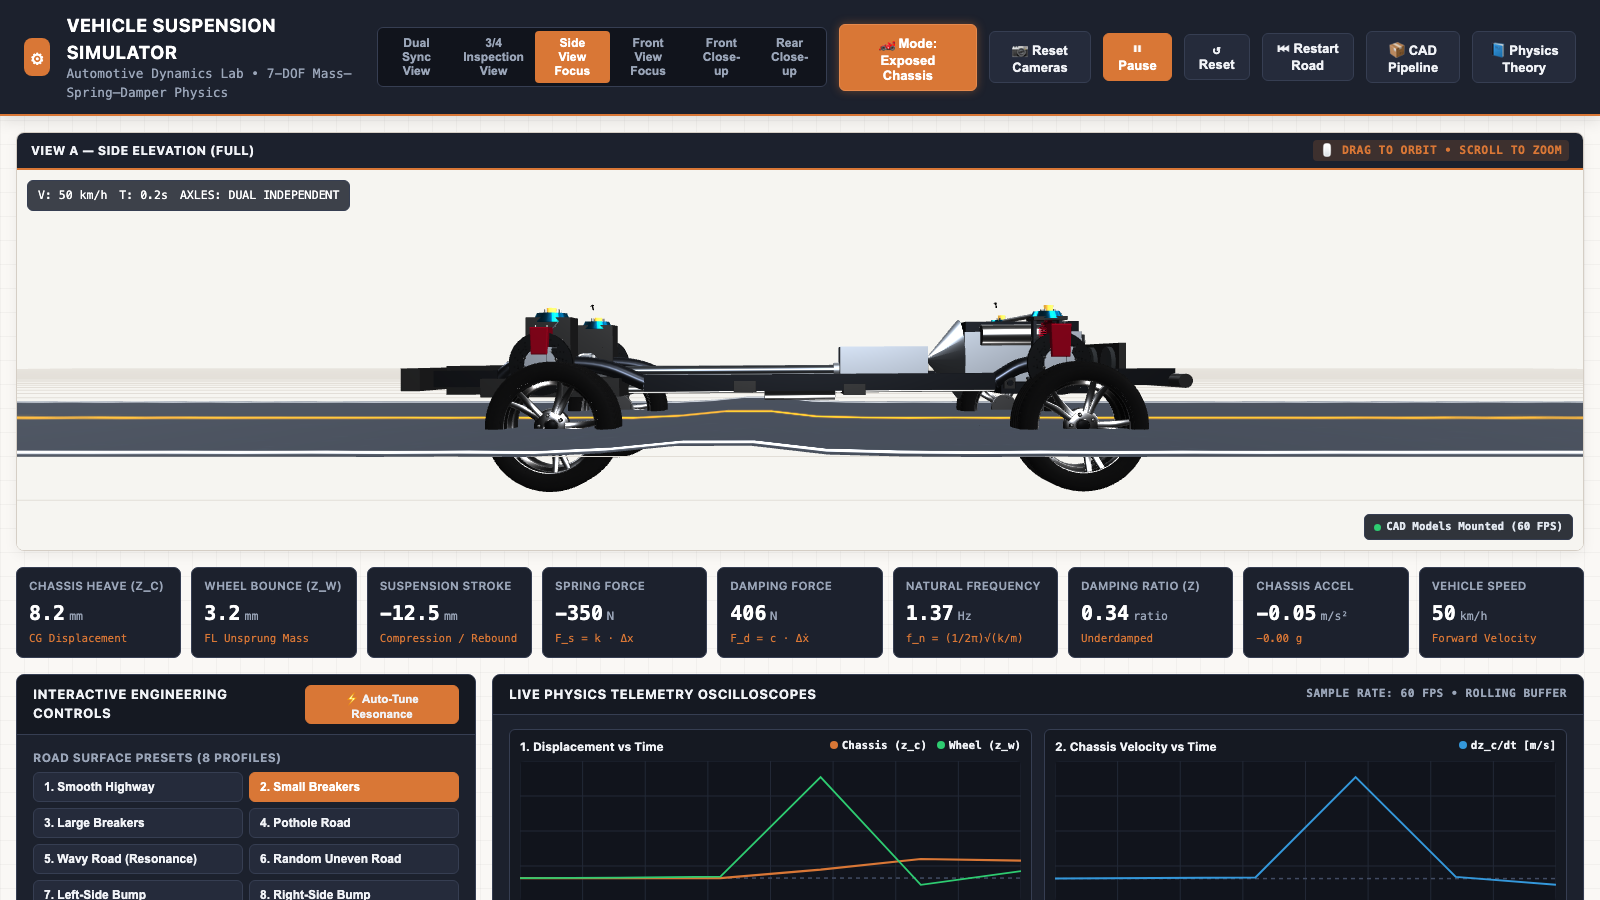 VEHICLE SUSPENSION
SIMULATOR
Automotive Dynamics Lab • 7-DOF Mass-
Spring-Damper Physics
Dual
Sync
View
3/4
Inspection
View
Side
View
Focus
Front
View
Focus
Front
Close-
up
Rear
Close-
up
🏎️ Mode:
Exposed
Chassis
📷 Reset
Cameras
⏸
Pause
↺
Reset
⏮ Restart
Road
📦 CAD
Pipeline
📘 Physics
Theory
VIEW A — SIDE ELEVATION (FULL)
DRAG TO ORBIT • SCROLL TO ZOOM
V: 50 km/h T: 0.2s AXLES: DUAL INDEPENDENT
CAD Models Mounted (60 FPS)
CHASSIS HEAVE (Z_C)
8.2 mm
CG Displacement
WHEEL BOUNCE (Z_W)
3.2 mm
FL Unsprung Mass
SUSPENSION STROKE
-12.5 mm
Compression / Rebound
SPRING FORCE
-350 N
F_s = k · Δx
DAMPING FORCE
406 N
F_d = c · Δẋ
NATURAL FREQUENCY
1.37 Hz
f_n = (1/2π)√(k/m)
DAMPING RATIO (Z)
0.34 ratio
Underdamped
CHASSIS ACCEL
-0.05 m/s²
-0.00 g
VEHICLE SPEED
50 km/h
Forward Velocity
INTERACTIVE ENGINEERING
CONTROLS
⚡ Auto-Tune
Resonance
ROAD SURFACE PRESETS (8 PROFILES)
1. Smooth Highway
2. Small Breakers
3. Large Breakers
4. Pothole Road
5. Wavy Road (Resonance)
6. Random Uneven Road
7. Left-Side Bump
8. Right-Side Bump
LIVE PHYSICS TELEMETRY OSCILLOSCOPES
SAMPLE RATE: 60 FPS • ROLLING BUFFER
1. Displacement vs Time
Chassis (z_c)
Wheel (z_w)
2. Chassis Velocity vs Time
dz_c/dt [m/s]